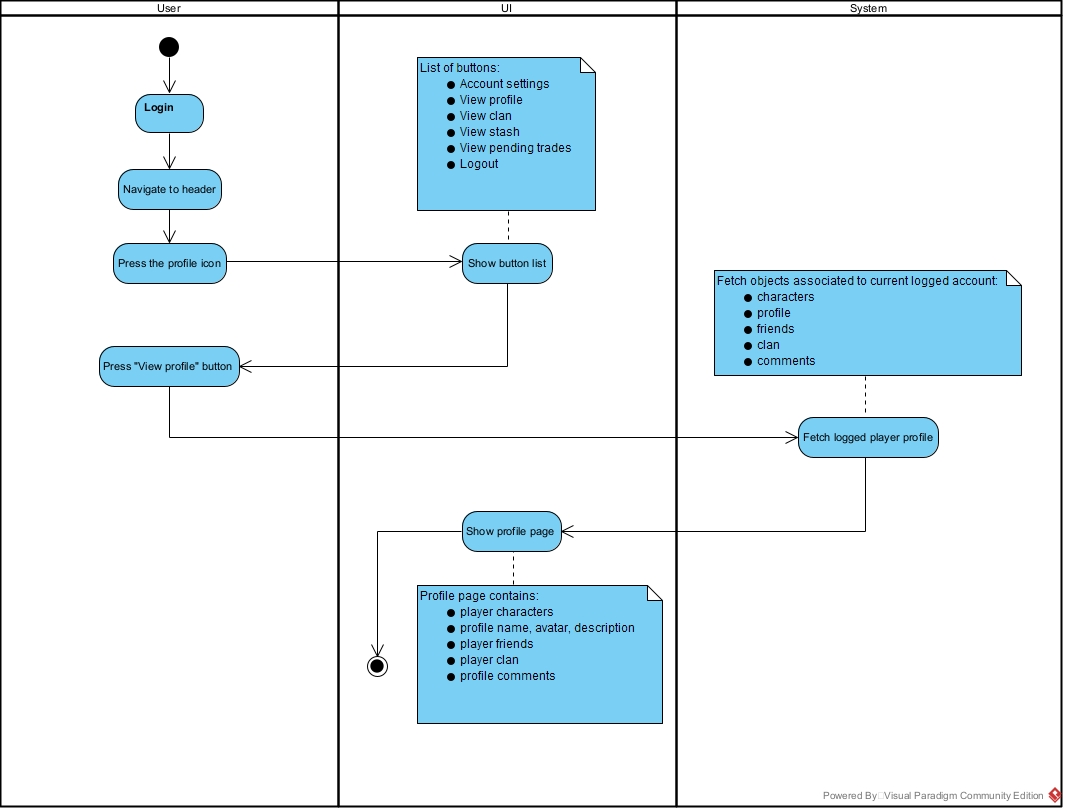 User
UI
System
List of buttons:
Account settings
View profile
View clan
View stash
View pending trades
Logout
Login
Navigate to header
Press the profile icon
Show button list
Fetch objects associated to current logged account:
characters
profile
friends
clan
comments
Press "View profile" button
Fetch logged player profile
Show profile page
Profile page contains:
player characters
profile name, avatar, description
player friends
player clan
profile comments
Powered By Visual Paradigm Community Edition